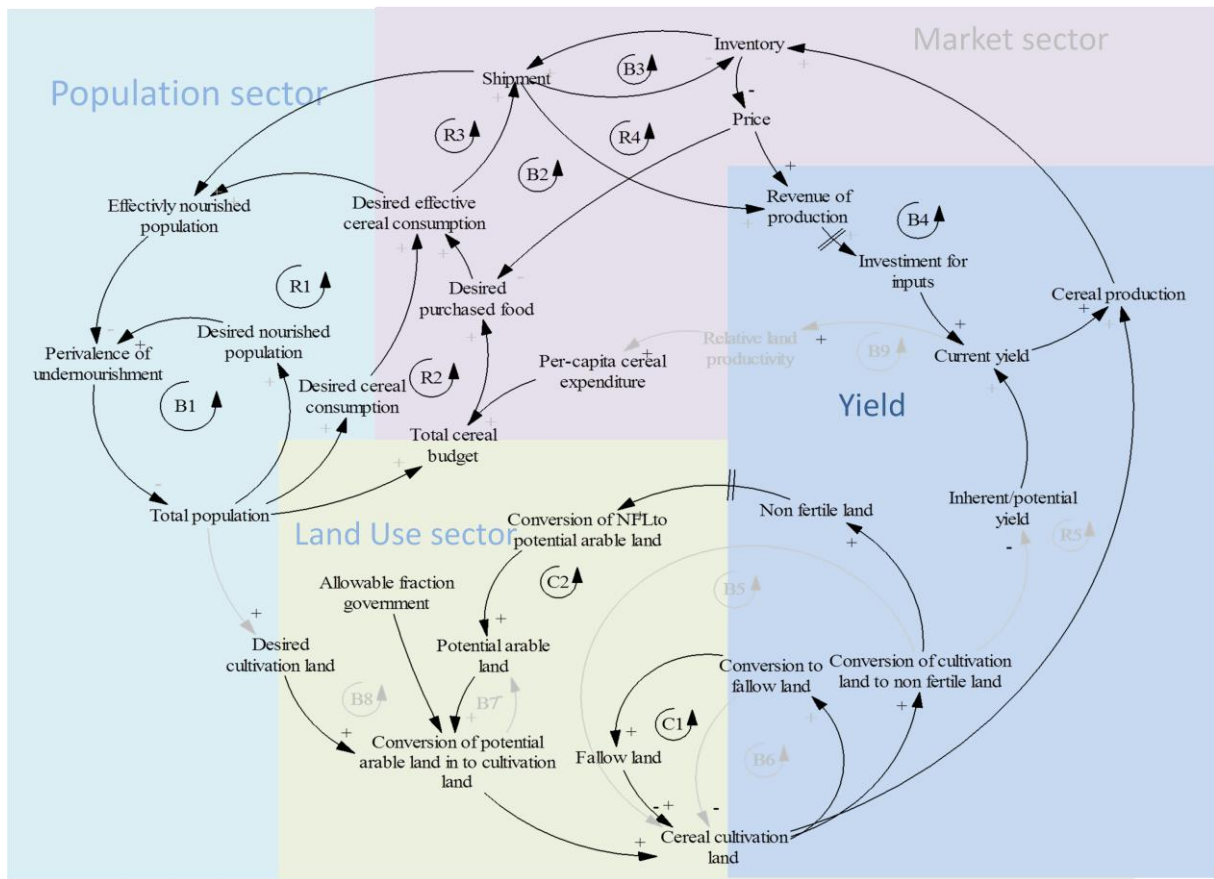 Market sector
Population sector
Inventory
Shipment
B3
-
Price
R3
R4
B2
+
Effectivly nourished
population
Desired effective
cereal consumption
Revenue of
production
B4
Investiment for
inputs
R1
Desired
purchased food
Cereal production
Desired nourished
population
Perivalence of
undernourishment
+
B1
Desired cereal
consumption
R2
Per-capita cereal
expenditure
+
Relative land
productivity
+
B9
+
Current yield
+
Yield
Total cereal
budget
Total population
Land Use sector
Conversion of NFLto
potential arable land
Non fertile land
+
Inherent/potential
yield
-
R5
C2
B5
Allowable fraction
government
+
+
Desired
cultivation land
Potential arable
land
Conversion to
fallow land
Conversion of cultivation
land to non fertile land
+
B8
B7
+
C1
+
Conversion of potential
arable land in to cultivation
land
Fallow land
B6
- +
-
+
Cereal cultivation
land